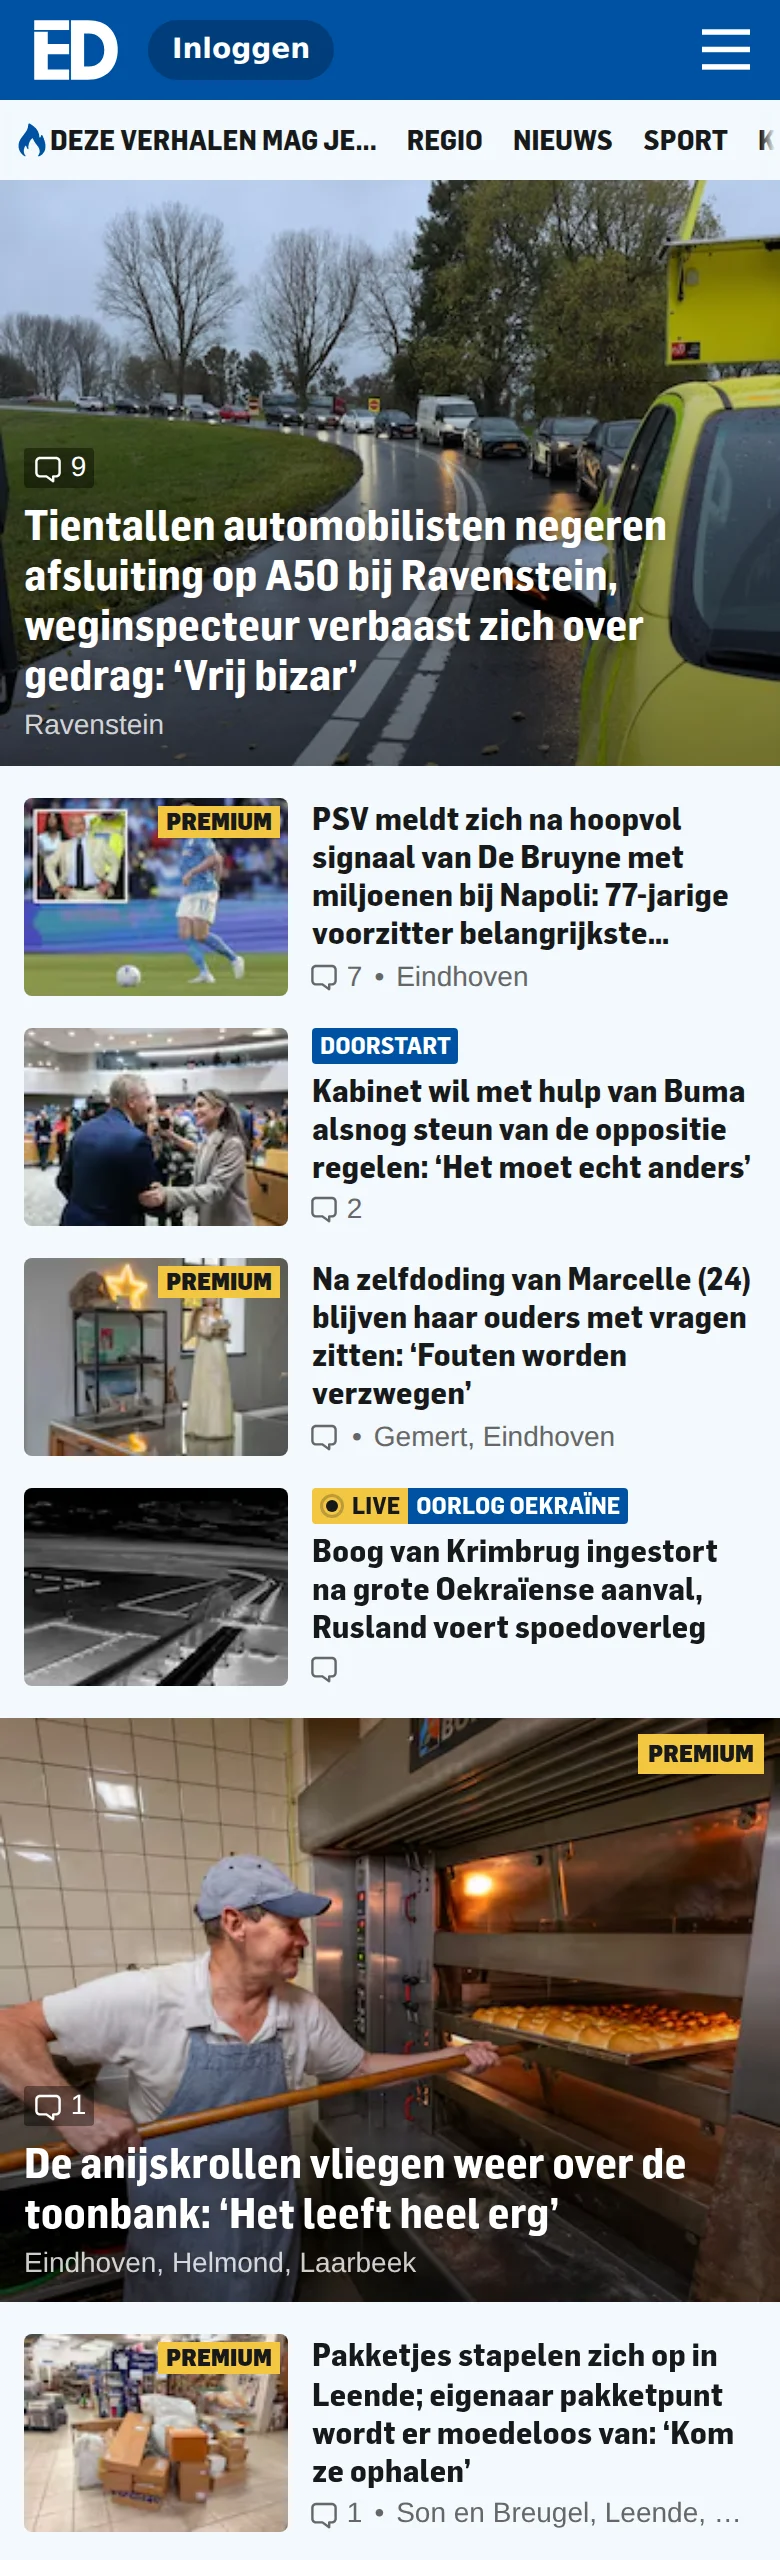 ED
Inloggen
DEZE VERHALEN MAG JE... REGIO NIEUWS SPORT K
9
Tientallen automobilisten negeren
afsluiting op A50 bij Ravenstein,
weginspecteur verbaast zich over
gedrag: ‘Vrij bizar’
Ravenstein
PREMIUM
PSV meldt zich na hoopvol
signaal van De Bruyne met
miljoenen bij Napoli: 77-jarige
voorzitter belangrijkste...
7 • Eindhoven
DOORSTART
Kabinet wil met hulp van Buma
alsnog steun van de oppositie
regelen: ‘Het moet echt anders’
2
PREMIUM
Na zelfdoding van Marcelle (24)
blijven haar ouders met vragen
zitten: ‘Fouten worden
verzwegen’
• Gemert, Eindhoven
LIVE OORLOG OEKRAÏNE
Boog van Krimbrug ingestort
na grote Oekraïense aanval,
Rusland voert spoedoverleg
PREMIUM
1
De anijskrollen vliegen weer over de
toonbank: ‘Het leeft heel erg’
Eindhoven, Helmond, Laarbeek
PREMIUM
Pakketjes stapelen zich op in
Leende; eigenaar pakketpunt
wordt er moedeloos van: ‘Kom
ze ophalen’
1 • Son en Breugel, Leende, ...